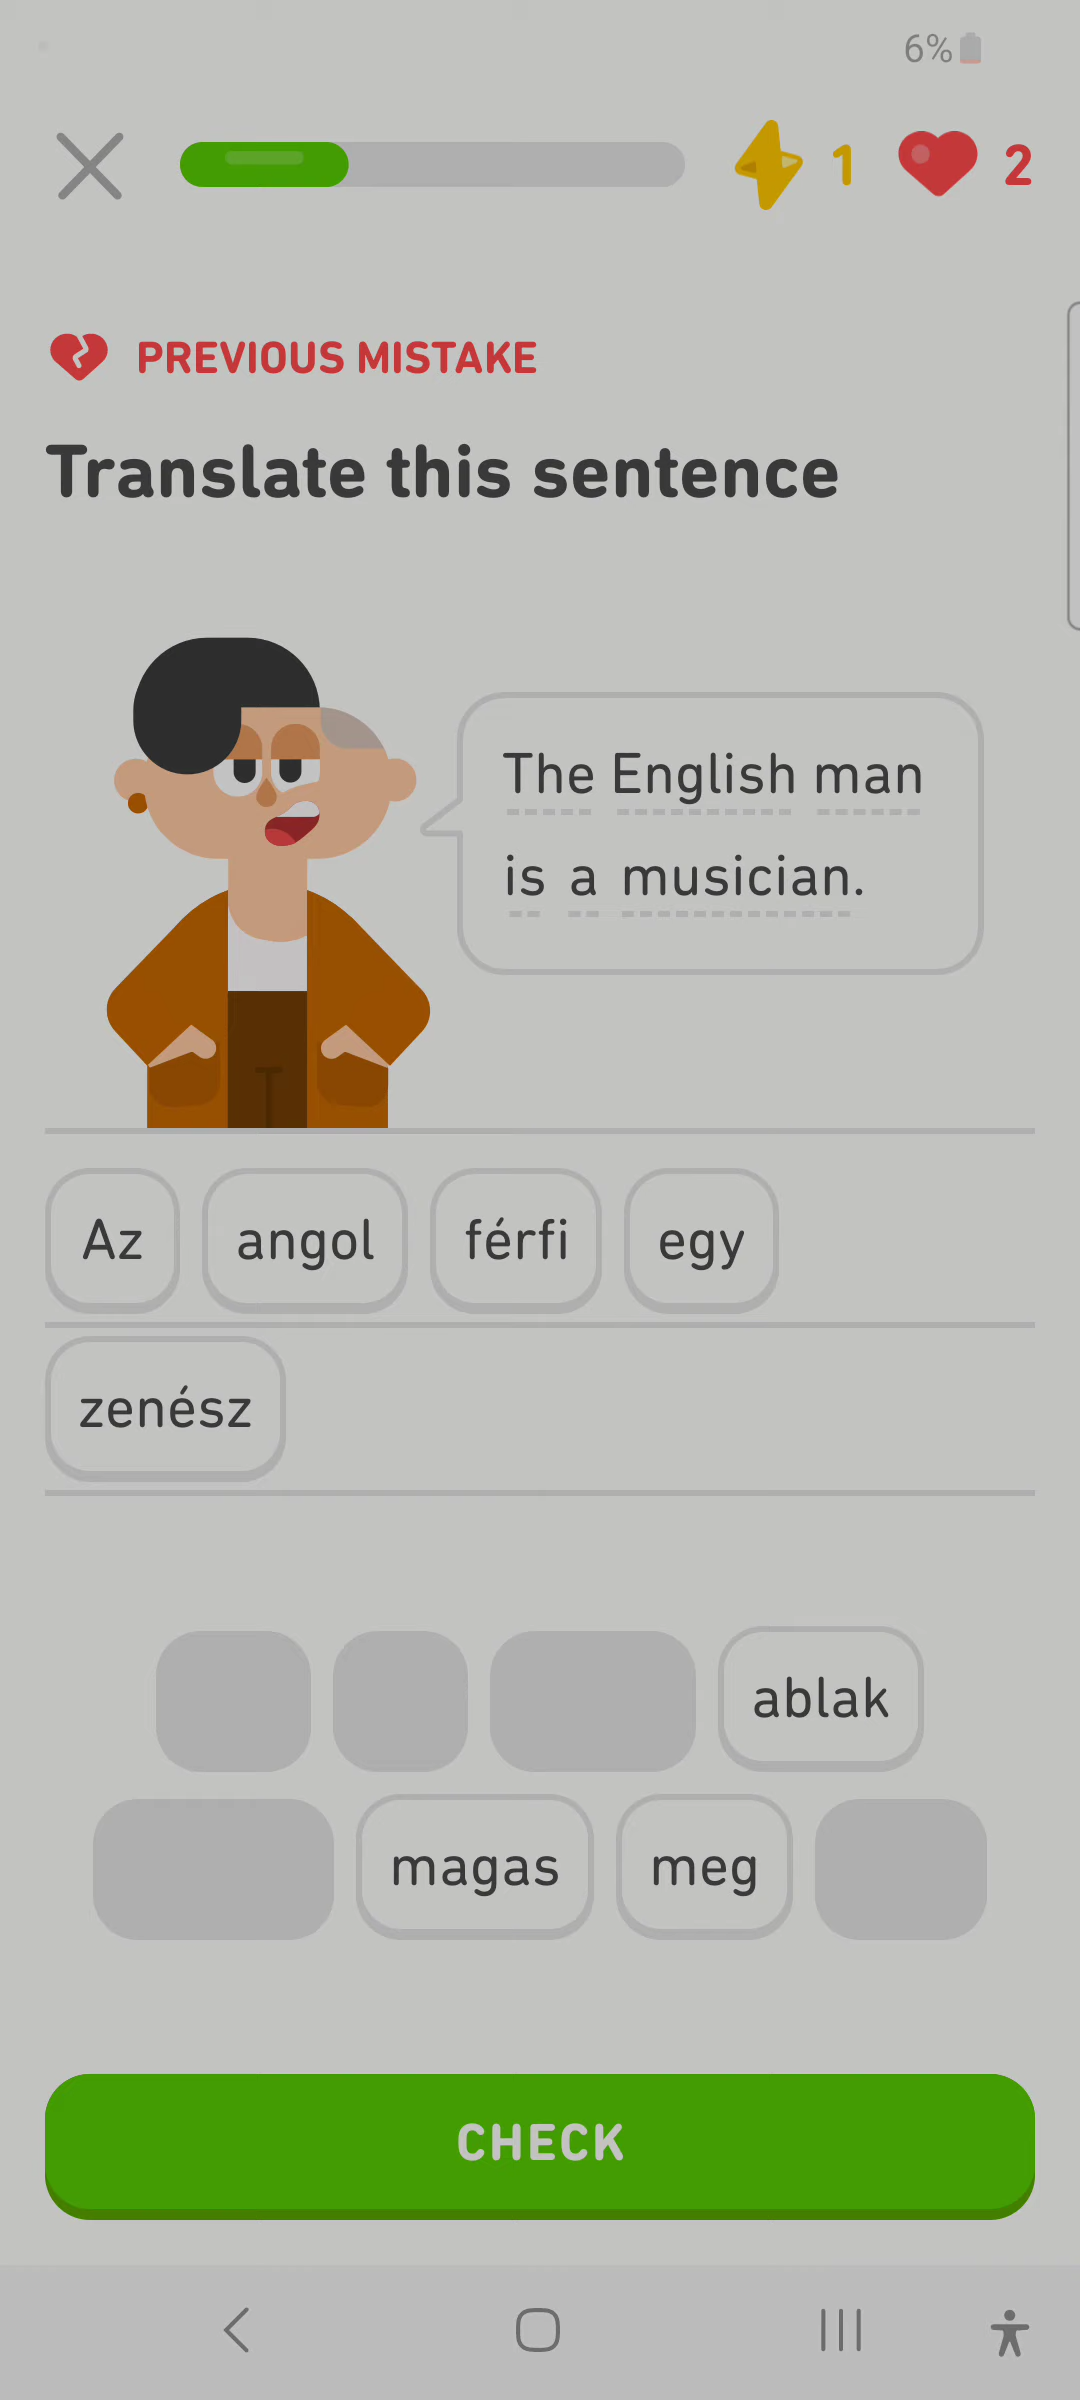 6%
1
2
PREVIOUS MISTAKE
Translate this sentence
The English man
is a musician.
Az angol férfi egy
zenész
ablak
magas meg
CHECK